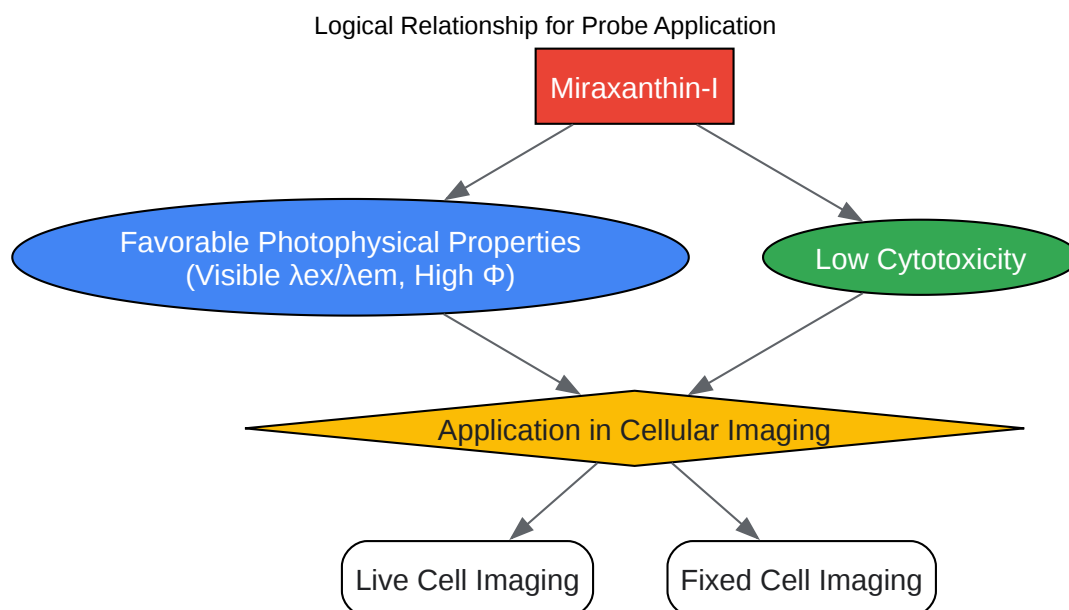 Logical Relationship for Probe Application
Miraxanthin-I
Favorable Photophysical Properties
(Visible λex/λem, High Φ)
Low Cytotoxicity
Application in Cellular Imaging
Live Cell Imaging
Fixed Cell Imaging